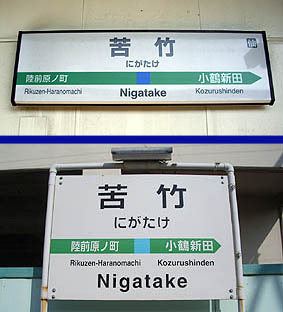 苦竹
にがたけ
陸前原ノ町 小鶴新田
Rikuzen-Haranomachi Nigatake Kozurushinden
苦竹
にがたけ
陸前原ノ町 小鶴新田
Rikuzen-Haranomachi Kozurushinden
Nigatake